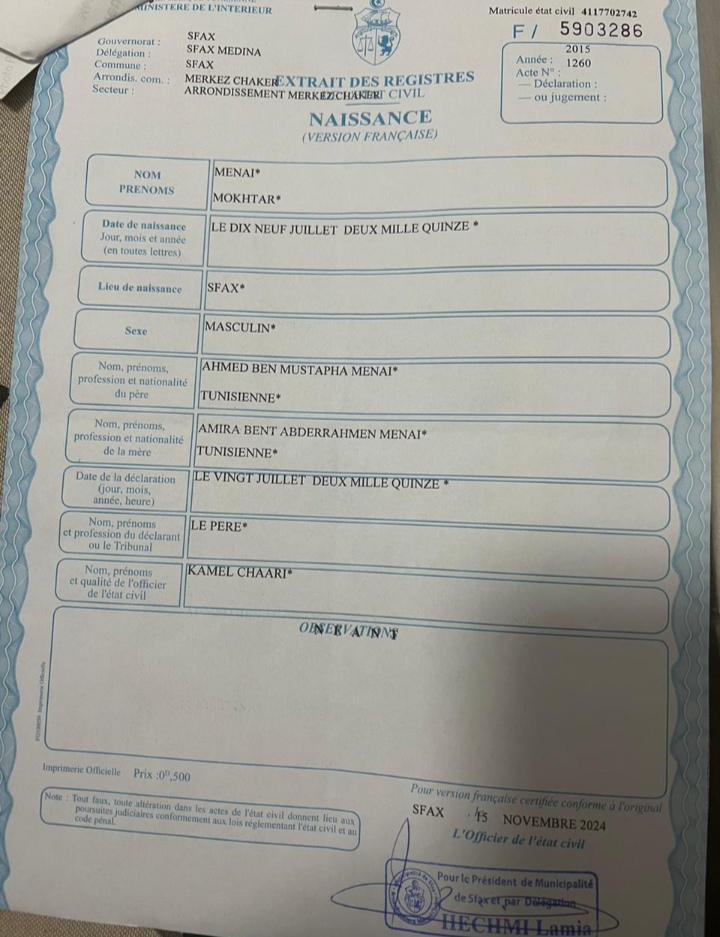 MINISTERE DE L'INTERIEUR
Matricule état civil 4117702742
F/ 5903286
Gouvernorat : SFAX
Délégation : SFAX MEDINA
Commune : SFAX
Arrondis. com. : MERKEZ CHAKER
Secteur : ARRONDISSEMENT MERKEZ CHAKER
2015
Année : 1260
Acte N° :
— Déclaration :
— ou jugement :
EXTRAIT DES REGISTRES
CIVIL
NAISSANCE
(VERSION FRANÇAISE)
NOM MENAI*
PRENOMS MOKHTAR*
Date de naissance LE DIX NEUF JUILLET DEUX MILLE QUINZE *
Jour, mois et année
(en toutes lettres)
Lieu de naissance SFAX*
Sexe MASCULIN*
Nom, prénoms, AHMED BEN MUSTAPHA MENAI*
profession et nationalité
du père TUNISIENNE*
Nom, prénoms, AMIRA BENT ABDERRAHMEN MENAI*
profession et nationalité
de la mère TUNISIENNE*
Date de la déclaration LE VINGT JUILLET DEUX MILLE QUINZE *
(jour, mois,
année, heure)
Nom, prénoms LE PERE*
et profession du déclarant
ou le Tribunal
Nom, prénoms KAMEL CHAARI*
et qualité de l'officier
de l'état civil
OBSERVATIONS
N E A N T
Imprimerie Officielle Prix :0ᴰ,500
Note : Tout faux, toute altération dans les actes de l'état civil donnent lieu aux
poursuites judiciaires conformement aux lois réglementant l'état civil et au
code pénal.
Pour version française certifiée conforme à l'original
SFAX 15 NOVEMBRE 2024
L'Officier de l'état civil
Pour le Président de Municipalité
de Sfax et par Délégation
HECHMI Lamia